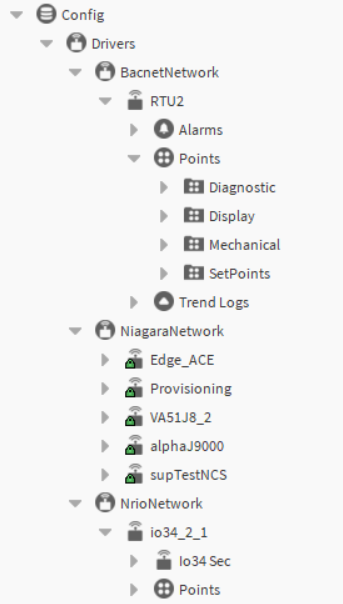 Config
Drivers
BacnetNetwork
RTU2
Alarms
Points
Diagnostic
Display
Mechanical
SetPoints
Trend Logs
NiagaraNetwork
Edge_ACE
Provisioning
VA51J8_2
alphaJ9000
supTestNCS
NrioNetwork
io34_2_1
Io34 Sec
Points